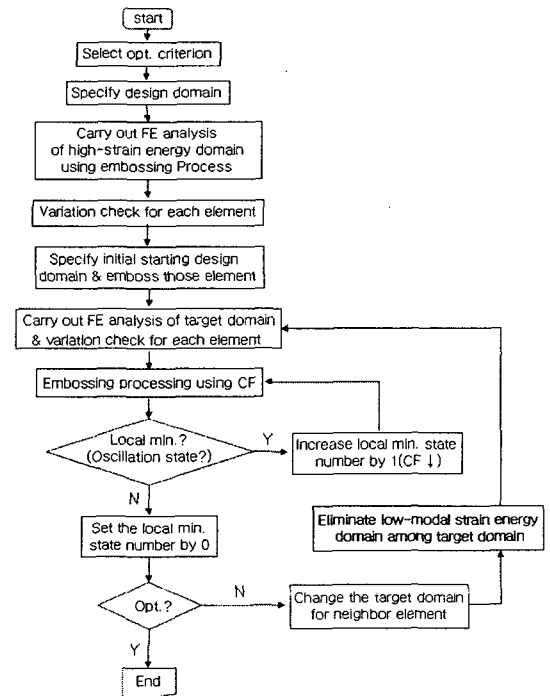 start
Select opt. criterion
Specify design domain
Carry out FE analysis
of high-strain energy domain
using embossing Process
Variation check for each element
Specify initial starting design
domain & emboss those element
Carry out FE analysis of target domain
& variation check for each element
Embossing processing using CF
Local min.?
(Oscillation state?)
Y
Increase local min. state
number by 1(CF ↓)
N
Set the local min.
state number by 0
Eliminate low-modal strain energy
domain among target domain
Opt.?
N
Change the target domain
for neighbor element
Y
End